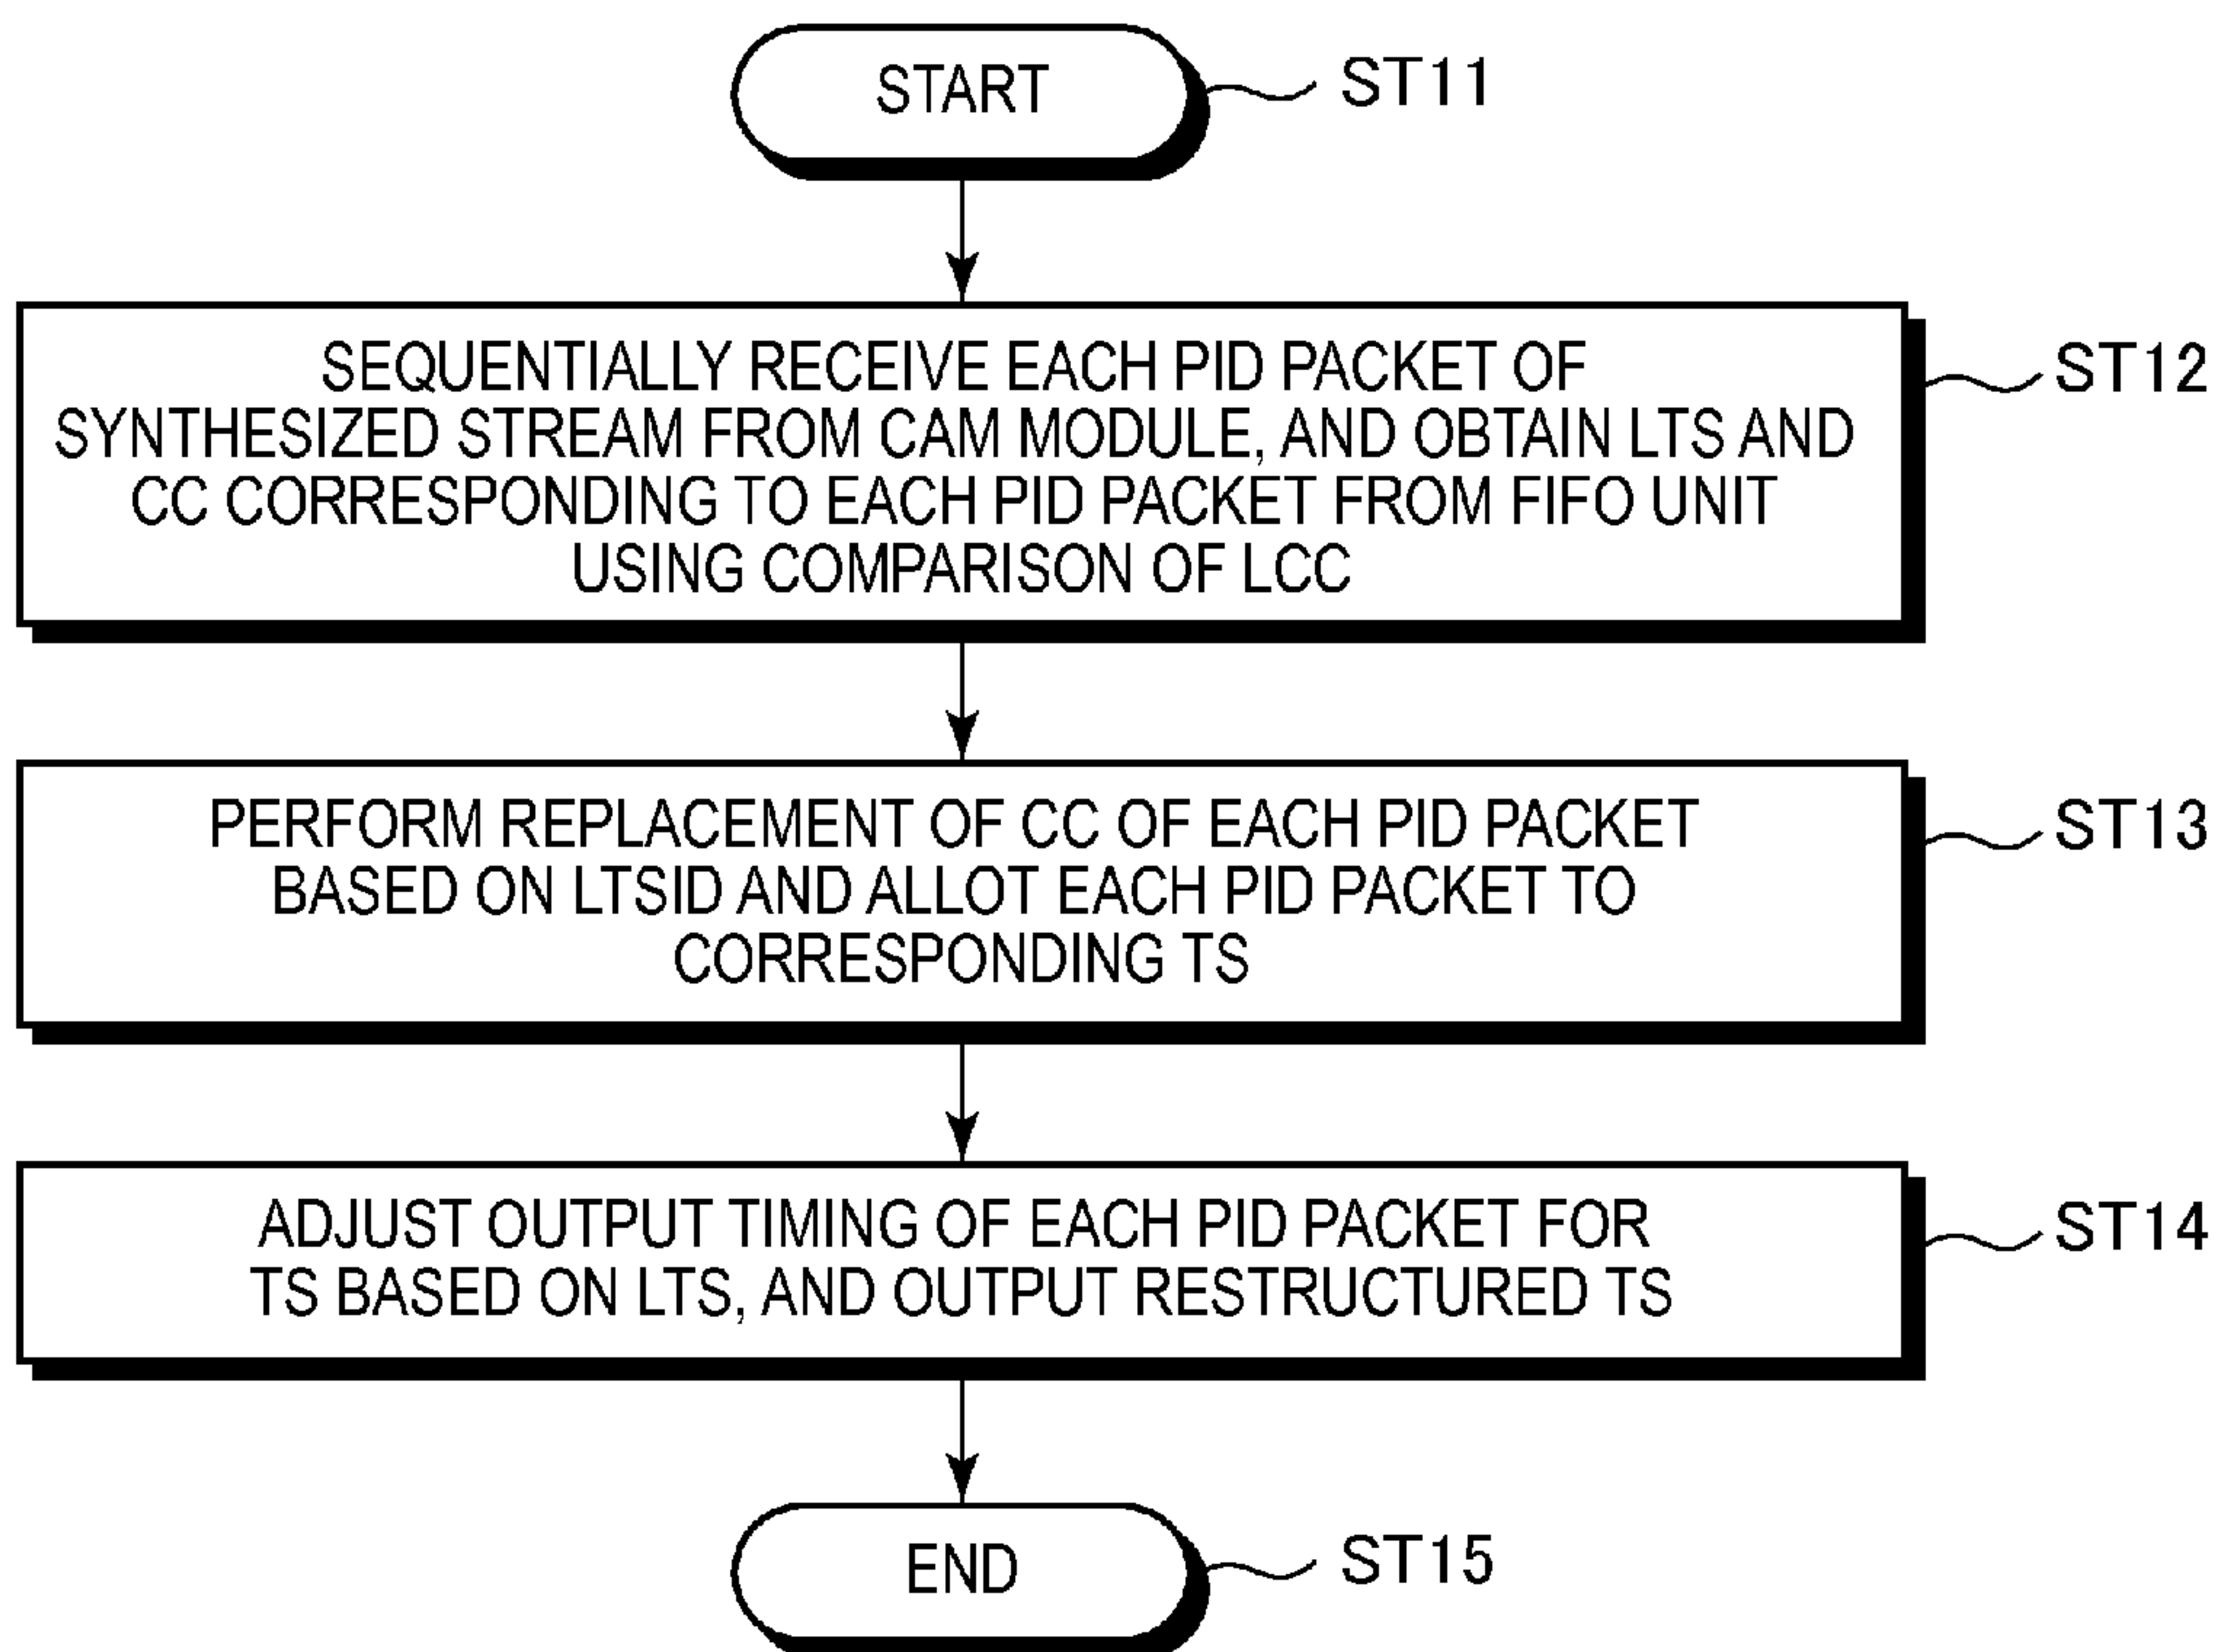 START
ST11
SEQUENTIALLY RECEIVE EACH PID PACKET OF
SYNTHESIZED STREAM FROM CAM MODULE, AND OBTAIN LTS AND
CC CORRESPONDING TO EACH PID PACKET FROM FIFO UNIT
USING COMPARISON OF LCC
ST12
PERFORM REPLACEMENT OF CC OF EACH PID PACKET
BASED ON LTSID AND ALLOT EACH PID PACKET TO
CORRESPONDING TS
ST13
ADJUST OUTPUT TIMING OF EACH PID PACKET FOR
TS BASED ON LTS, AND OUTPUT RESTRUCTURED TS
ST14
END
ST15